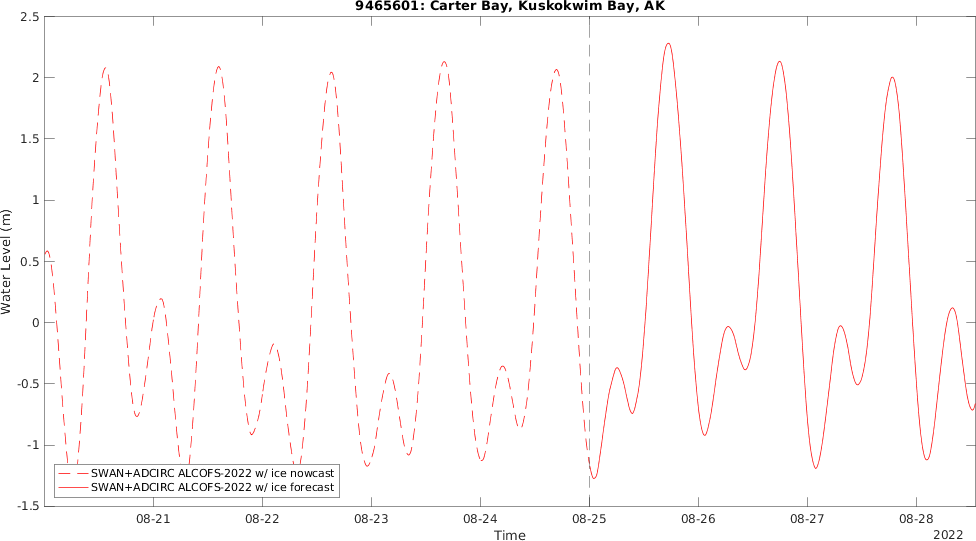 9465601: Carter Bay, Kuskokwim Bay, AK
2.5
2
1.5
1
0.5
0
-0.5
-1
-1.5
Water Level (m)
SWAN+ADCIRC ALCOFS-2022 w/ ice nowcast
SWAN+ADCIRC ALCOFS-2022 w/ ice forecast
08-21 08-22 08-23 08-24 08-25 08-26 08-27 08-28
Time
2022